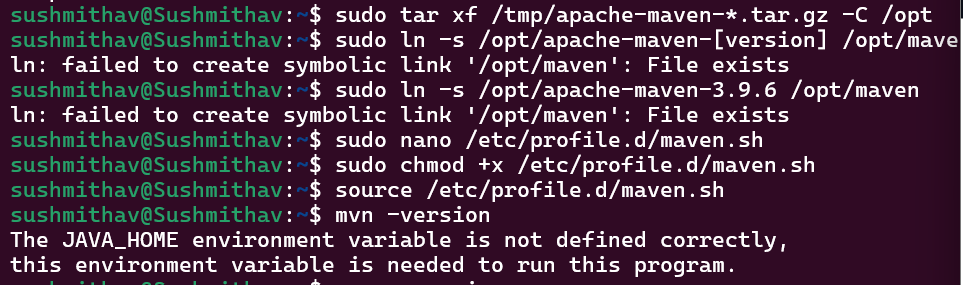 sushmithav@Sushmithav:~$ sudo tar xf /tmp/apache-maven-*.tar.gz -C /opt
sushmithav@Sushmithav:~$ sudo ln -s /opt/apache-maven-[version] /opt/mave
ln: failed to create symbolic link '/opt/maven': File exists
sushmithav@Sushmithav:~$ sudo ln -s /opt/apache-maven-3.9.6 /opt/maven
ln: failed to create symbolic link '/opt/maven': File exists
sushmithav@Sushmithav:~$ sudo nano /etc/profile.d/maven.sh
sushmithav@Sushmithav:~$ sudo chmod +x /etc/profile.d/maven.sh
sushmithav@Sushmithav:~$ source /etc/profile.d/maven.sh
sushmithav@Sushmithav:~$ mvn -version
The JAVA_HOME environment variable is not defined correctly,
this environment variable is needed to run this program.